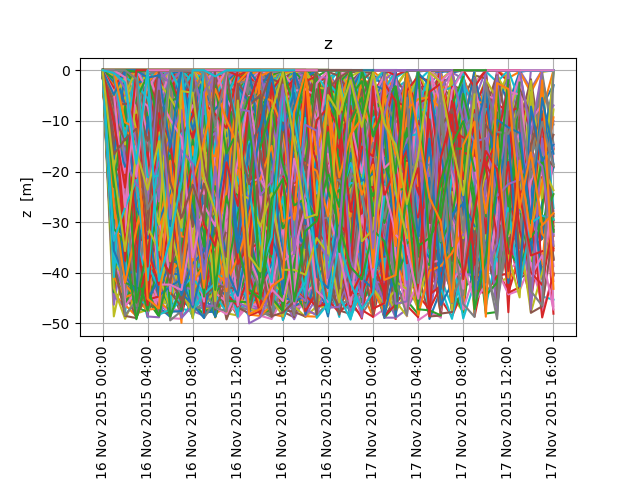 z
0
−10
−20
−30
−40
−50
z [m]
16 Nov 2015 00:00
16 Nov 2015 04:00
16 Nov 2015 08:00
16 Nov 2015 12:00
16 Nov 2015 16:00
16 Nov 2015 20:00
17 Nov 2015 00:00
17 Nov 2015 04:00
17 Nov 2015 08:00
17 Nov 2015 12:00
17 Nov 2015 16:00